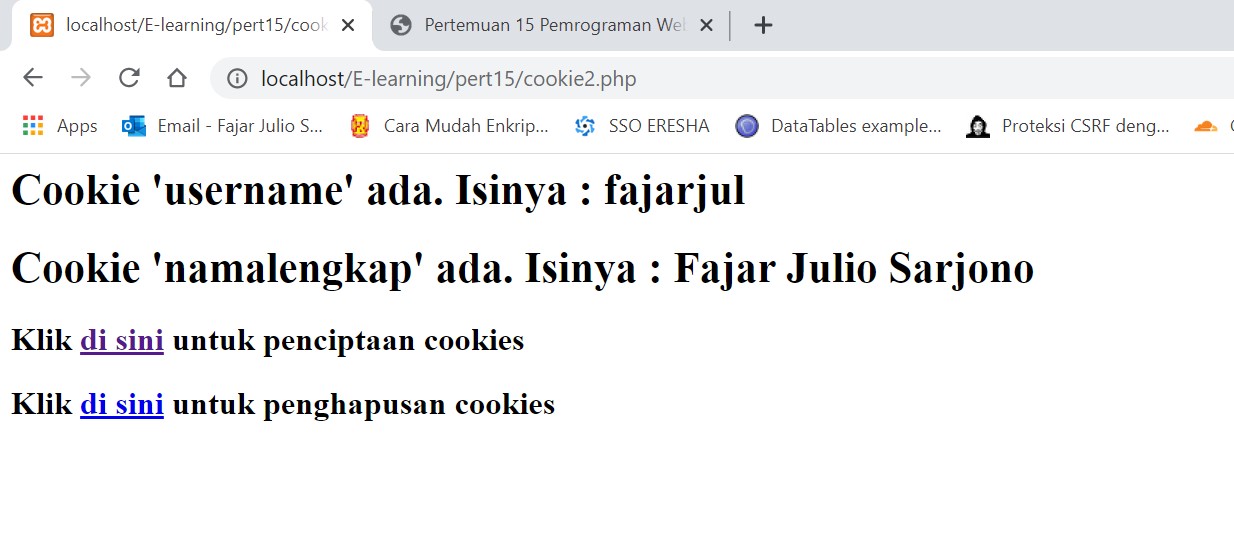 localhost/E-learning/pert15/cook
Pertemuan 15 Pemrograman Web
localhost/E-learning/pert15/cookie2.php
Apps
Email - Fajar Julio S...
Cara Mudah Enkrip...
SSO ERESHA
DataTables example...
Proteksi CSRF deng...
Cookie 'username' ada. Isinya : fajarjul
Cookie 'namalengkap' ada. Isinya : Fajar Julio Sarjono
Klik di sini untuk penciptaan cookies
Klik di sini untuk penghapusan cookies